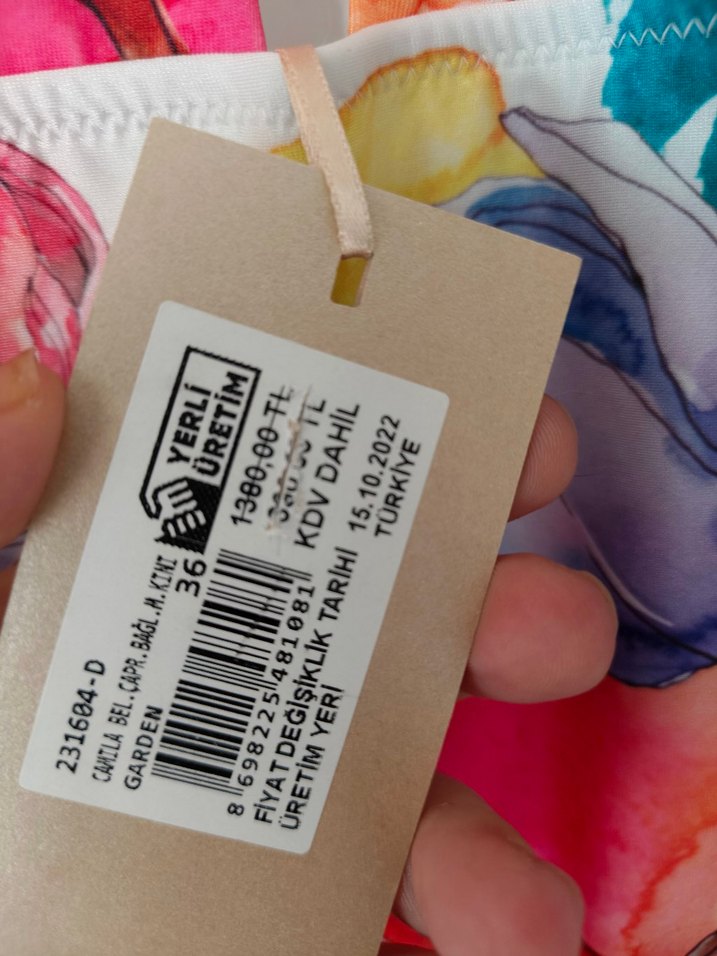 231604-D
CAMILA BEL.ÇAPR.BAĞL.M.KINI
GARDEN
36
YERLİ
ÜRETİM
1380,00 TL
TL
KDV DAHİL
8 698225 481081
FİYAT DEĞİŞİKLİK TARİHİ 15.10.2022
ÜRETİM YERİ TÜRKİYE